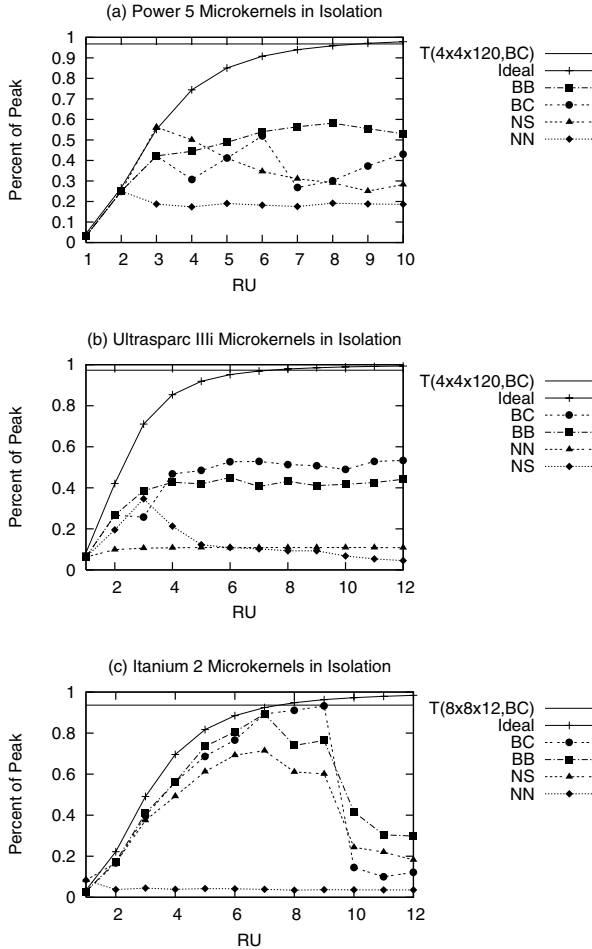 (a) Power 5 Microkernels in Isolation
1
0.9
0.8
0.7
0.6
0.5
0.4
0.3
0.2
0.1
0
Percent of Peak
1 2 3 4 5 6 7 8 9 10
RU
T(4x4x120,BC)
Ideal
BB
BC
NS
NN
(b) Ultrasparc IIIi Microkernels in Isolation
1
0.8
0.6
0.4
0.2
0
Percent of Peak
2 4 6 8 10 12
RU
T(4x4x120,BC)
Ideal
BC
BB
NN
NS
(c) Itanium 2 Microkernels in Isolation
1
0.8
0.6
0.4
0.2
0
Percent of Peak
2 4 6 8 10 12
RU
T(8x8x12,BC)
Ideal
BC
BB
NS
NN